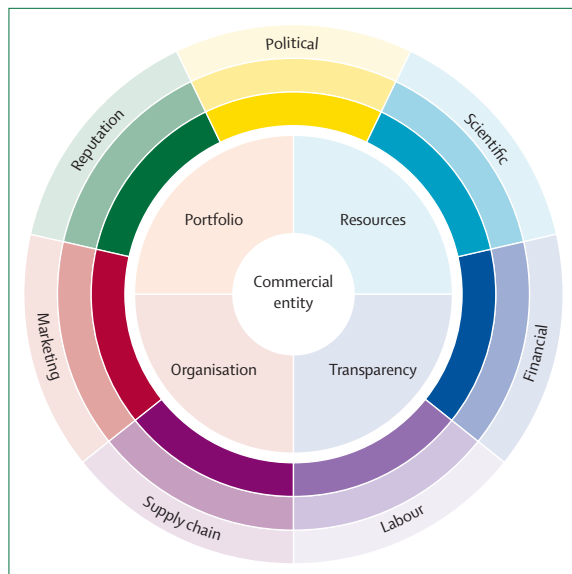 Political
Reputation
Scientific
Portfolio
Resources
Commercial
entity
Marketing
Financial
Organisation
Transparency
Supply chain
Labour